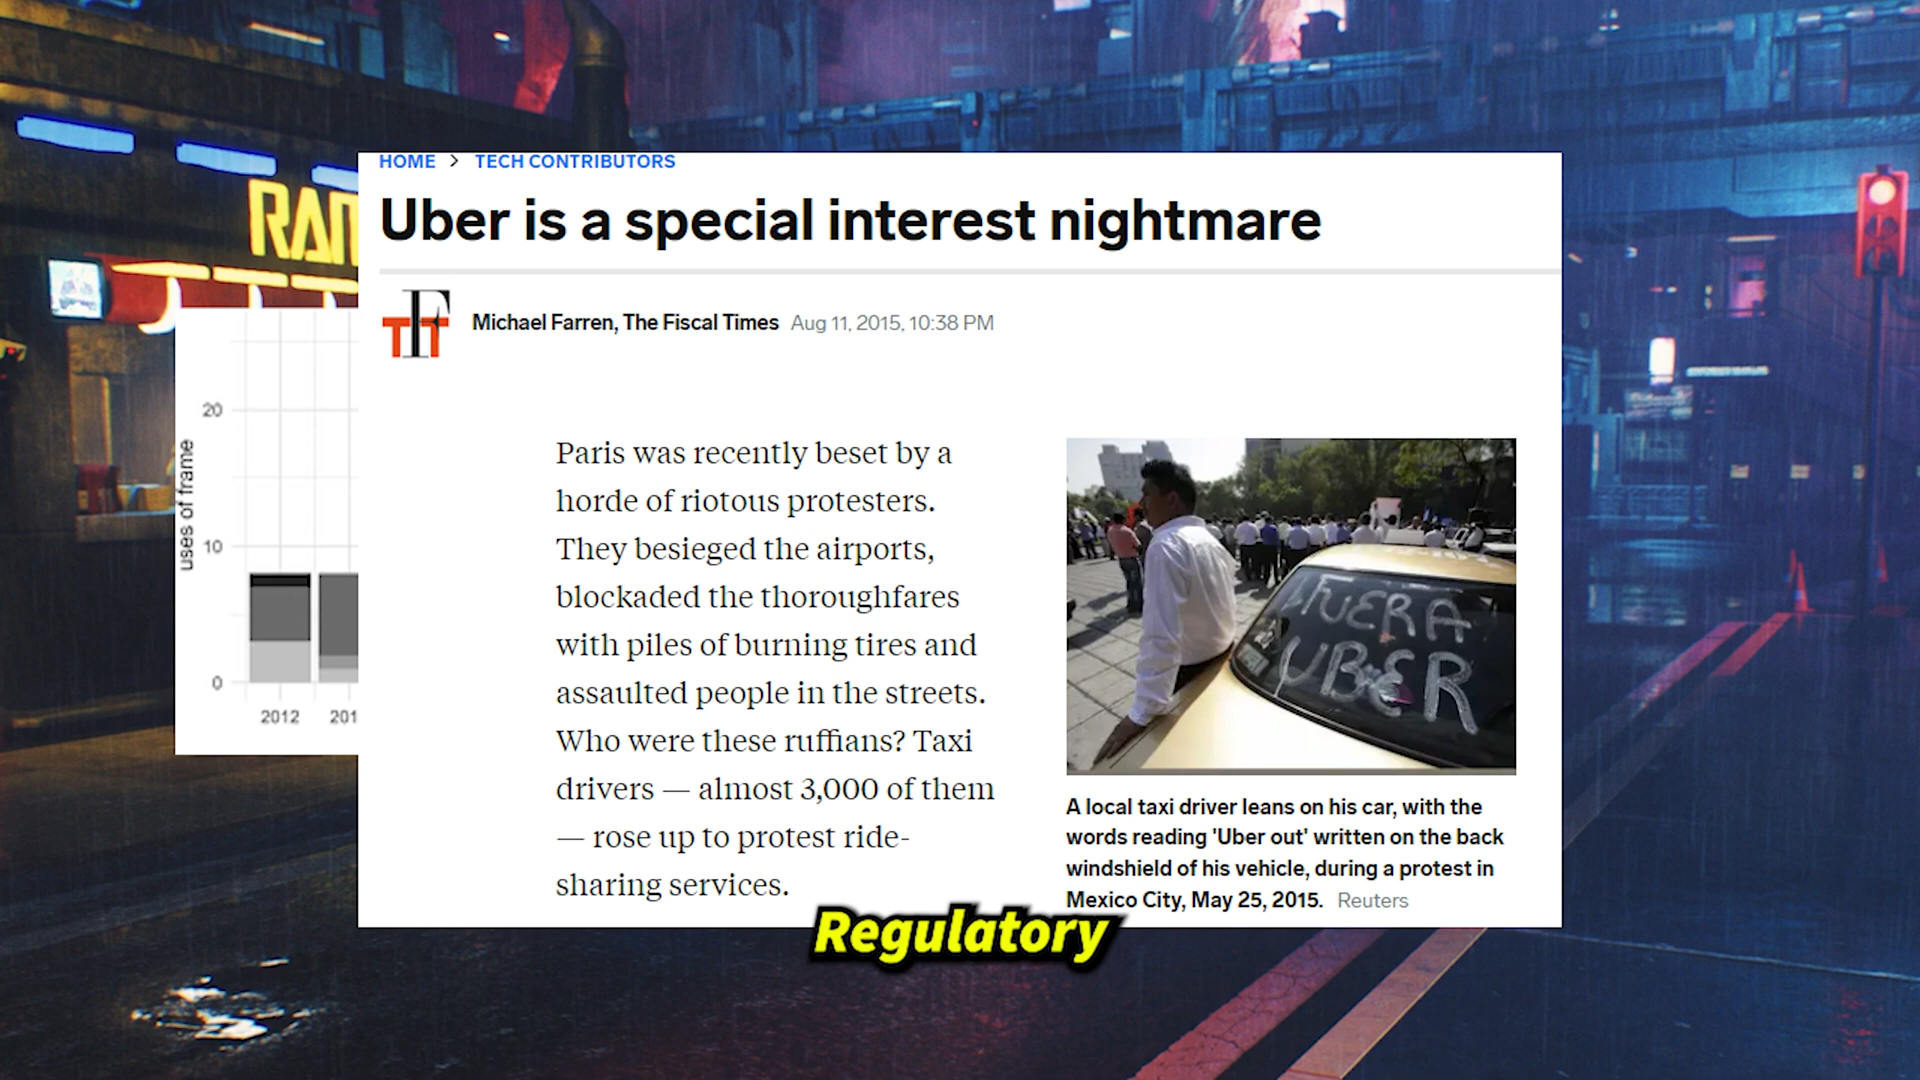 HOME > TECH CONTRIBUTORS
Uber is a special interest nightmare
TFT
Michael Farren, The Fiscal Times Aug 11, 2015, 10:38 PM
Paris was recently beset by a
horde of riotous protesters.
They besieged the airports,
blockaded the thoroughfares
with piles of burning tires and
assaulted people in the streets.
Who were these ruffians? Taxi
drivers — almost 3,000 of them
— rose up to protest ride-
sharing services.
FUERA
UBER
A local taxi driver leans on his car, with the
words reading 'Uber out' written on the back
windshield of his vehicle, during a protest in
Mexico City, May 25, 2015. Reuters
uses of frame
20
10
0
2012 201
Regulatory